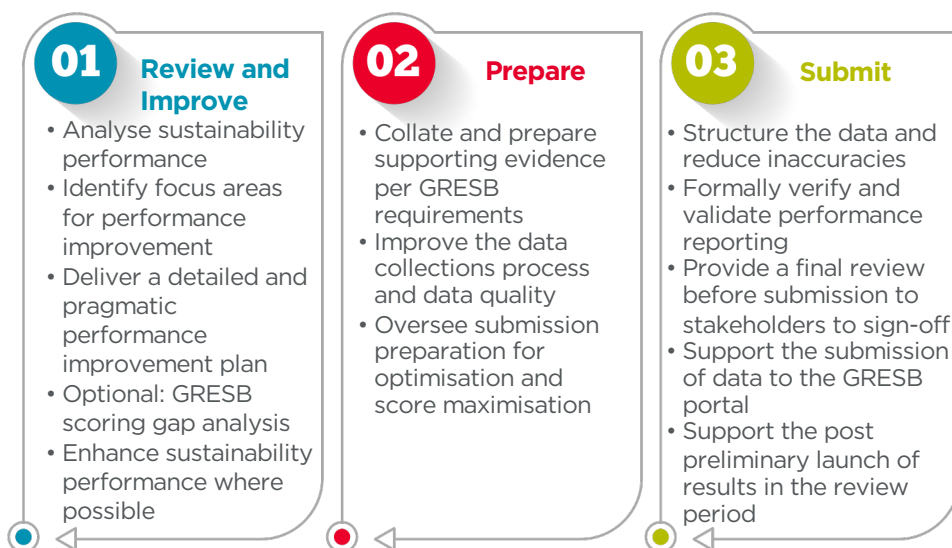 01
Review and
Improve
• Analyse sustainability
performance
• Identify focus areas
for performance
improvement
• Deliver a detailed and
pragmatic
performance
improvement plan
• Optional: GRESB
scoring gap analysis
• Enhance sustainability
performance where
possible
02
Prepare
• Collate and prepare
supporting evidence
per GRESB
requirements
• Improve the data
collections process
and data quality
• Oversee submission
preparation for
optimisation and
score maximisation
03
Submit
• Structure the data and
reduce inaccuracies
• Formally verify and
validate performance
reporting
• Provide a final review
before submission to
stakeholders to sign-off
• Support the submission
of data to the GRESB
portal
• Support the post
preliminary launch of
results in the review
period